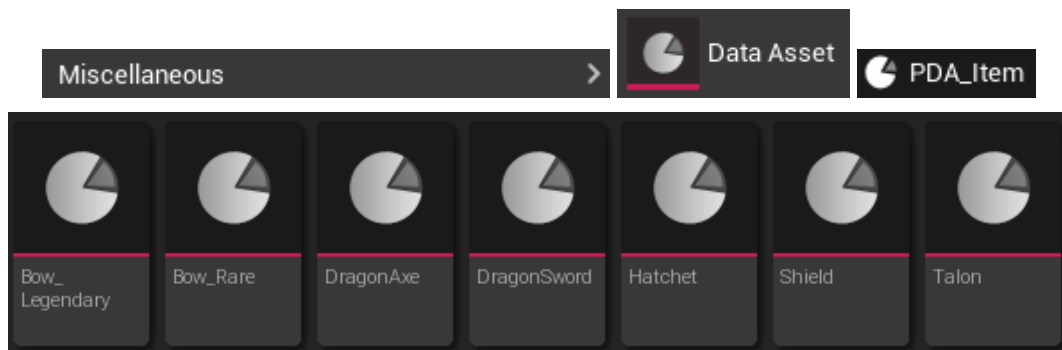 Miscellaneous
Data Asset
PDA_Item
Bow_
Legendary
Bow_Rare
DragonAxe
DragonSword
Hatchet
Shield
Talon